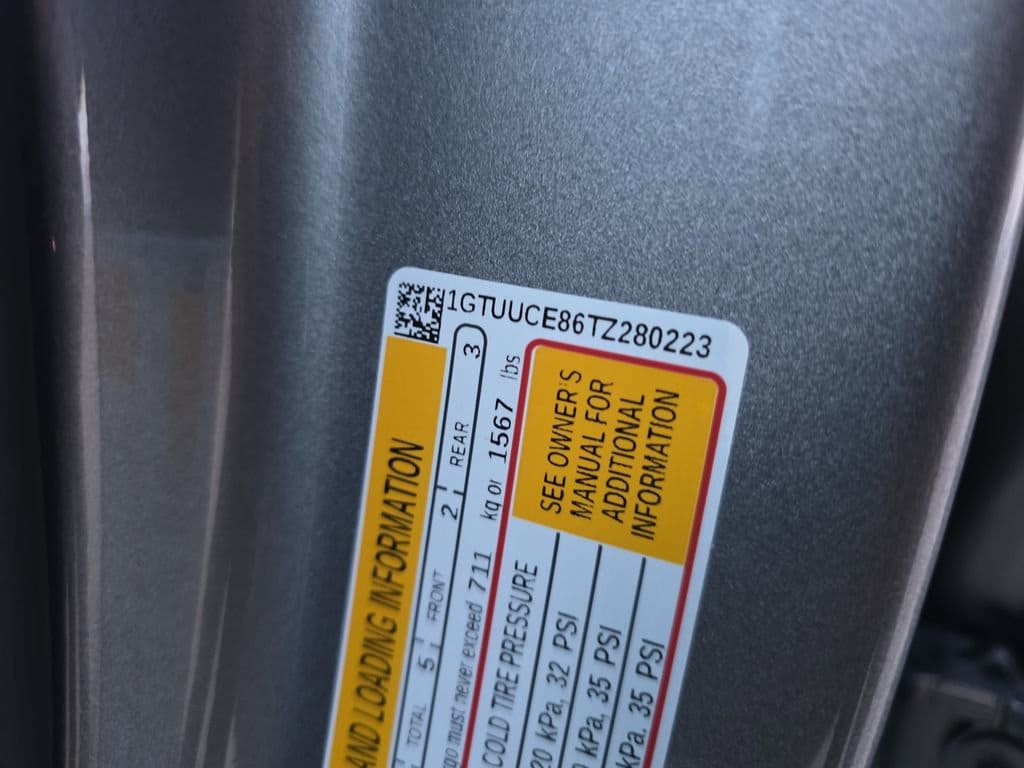 1GTUUCE86TZ280223
AND LOADING INFORMATION
TOTAL 5 FRONT 2 REAR 3
must never exceed 711 kg or 1567 lbs
COLD TIRE PRESSURE
SEE OWNER'S
MANUAL FOR
ADDITIONAL
INFORMATION
20 kPa, 32 PSI
kPa, 35 PSI
kPa, 35 PSI